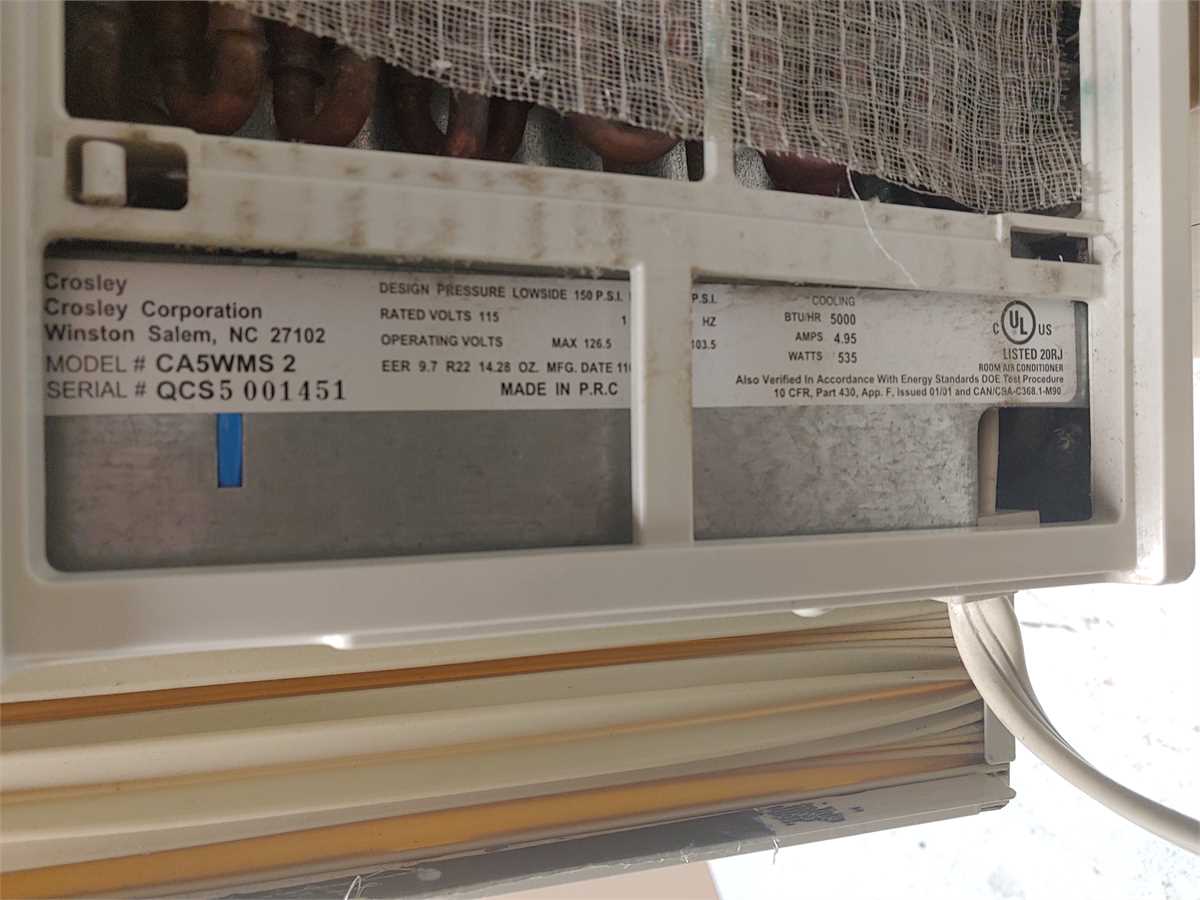 Crosley
Crosley Corporation
Winston Salem, NC 27102
MODEL # CA5WMS 2
SERIAL # QCS5 001451
DESIGN PRESSURE LOWSIDE 150 P.S.I.
RATED VOLTS 115
OPERATING VOLTS MAX 126.5
EER 9.7 R22 14.28 OZ. MFG. DATE
MADE IN P.R.C
P.S.I.
1 HZ
103.5
COOLING
BTU/HR 5000
AMPS 4.95
WATTS 535
C UL US
LISTED 20RJ
ROOM AIR CONDITIONER
Also Verified In Accordance With Energy Standards DOE Test Procedure
10 CFR, Part 430, App. F, Issued 01/01 and CAN/CSA-C368.1-M90